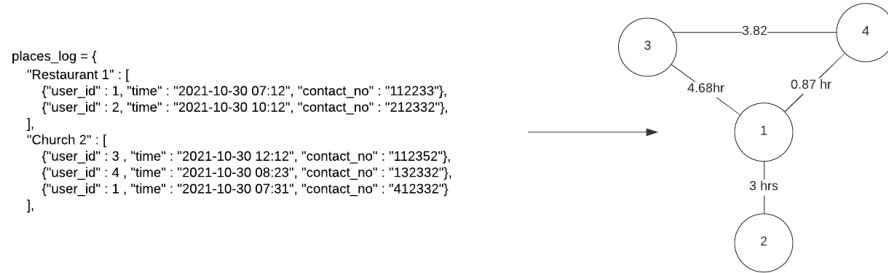 places_log = {
"Restaurant 1" : [
{"user_id" : 1, "time" : "2021-10-30 07:12", "contact_no" : "112233"},
{"user_id" : 2, "time" : "2021-10-30 10:12", "contact_no" : "212332"},
],
"Church 2" : [
{"user_id" : 3 , "time" : "2021-10-30 12:12", "contact_no" : "112352"},
{"user_id" : 4 , "time" : "2021-10-30 08:23", "contact_no" : "132332"},
{"user_id" : 1 , "time" : "2021-10-30 07:31", "contact_no" : "412332"}
],
3
3.82
4
4.68hr
0.87 hr
1
3 hrs
2